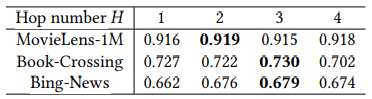 Hop number H 1 2 3 4
MovieLens-1M 0.916 0.919 0.915 0.918
Book-Crossing 0.727 0.722 0.730 0.702
Bing-News 0.662 0.676 0.679 0.674